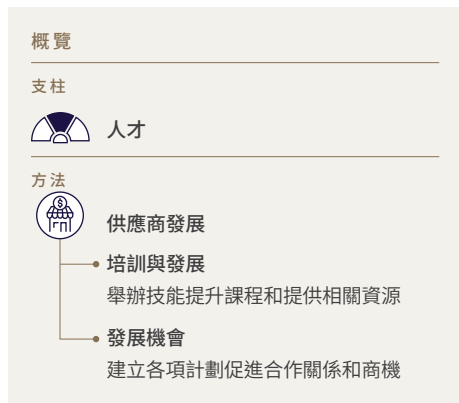 概覽
支柱
人才
方法
$
供應商發展
培訓與發展
舉辦技能提升課程和提供相關資源
發展機會
建立各項計劃促進合作關係和商機